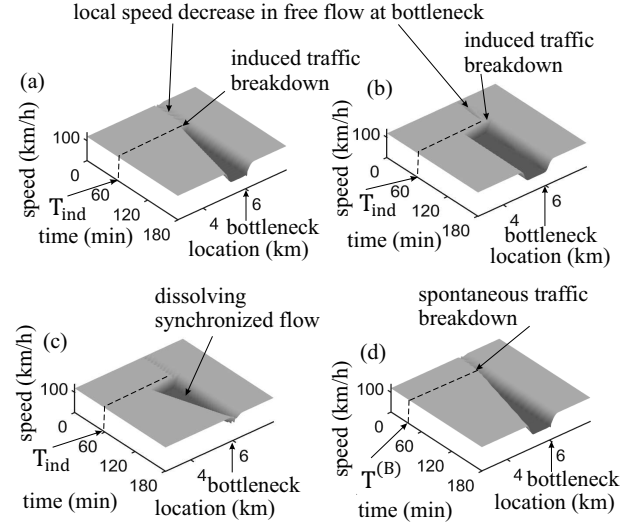 local speed decrease in free flow at bottleneck
(a)
induced traffic
breakdown
speed (km/h)
100
0
60
120
180
T_ind
time (min)
4
6
bottleneck
location (km)
(b)
induced traffic
breakdown
speed (km/h)
100
0
60
120
180
T_ind
time (min)
4
6
bottleneck
location (km)
(c)
dissolving
synchronized flow
speed (km/h)
100
0
60
120
180
T_ind
time (min)
4
6
bottleneck
location (km)
(d)
spontaneous traffic
breakdown
speed (km/h)
100
0
60
120
180
T^(B)
time (min)
4
6
bottleneck
location (km)